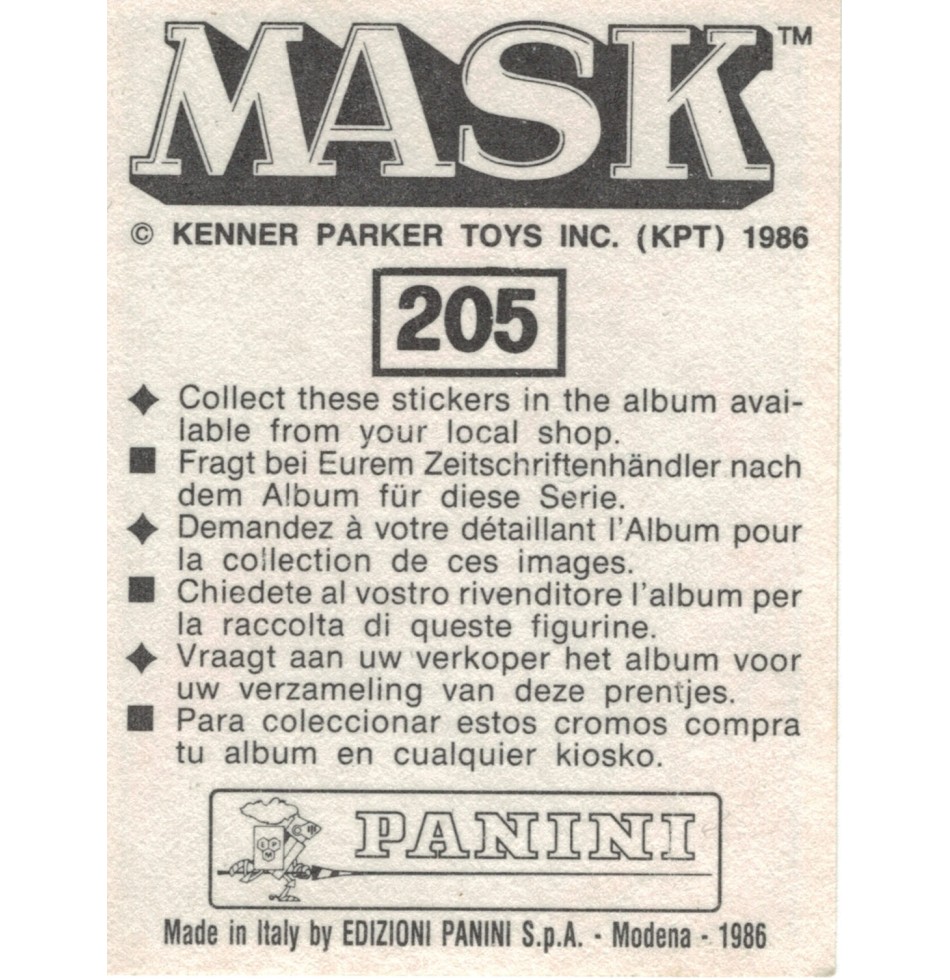 MASK™
© KENNER PARKER TOYS INC. (KPT) 1986
205
Collect these stickers in the album avai-
lable from your local shop.
Fragt bei Eurem Zeitschriftenhändler nach
dem Album für diese Serie.
Demandez à votre détaillant l'Album pour
la collection de ces images.
Chiedete al vostro rivenditore l'album per
la raccolta di queste figurine.
Vraagt aan uw verkoper het album voor
uw verzameling van deze prentjes.
Para coleccionar estos cromos compra
tu album en cualquier kiosko.
PANINI
Made in Italy by EDIZIONI PANINI S.p.A. - Modena - 1986